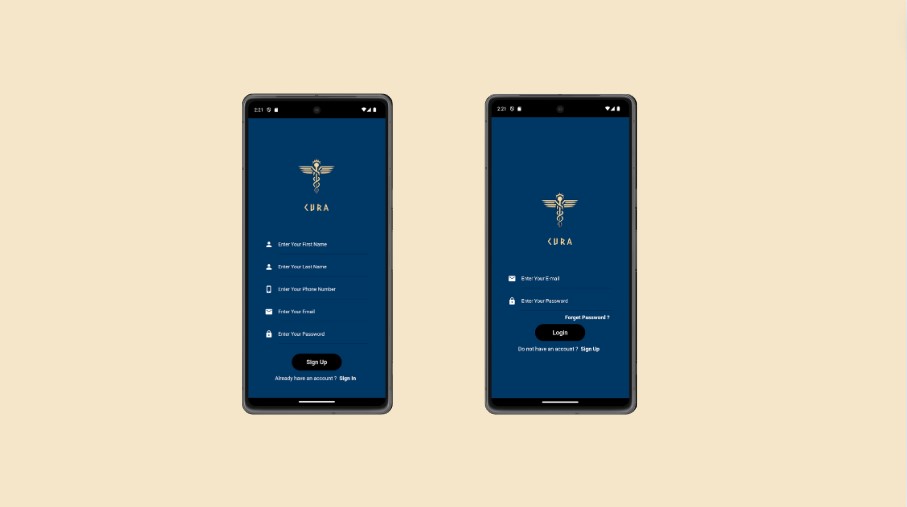 2:21
CURA
Enter Your First Name
Enter Your Last Name
Enter Your Phone Number
Enter Your Email
Enter Your Password
Sign Up
Already have an account ? Sign In
2:21
CURA
Enter Your E-mail
Enter Your Password
Forget Password ?
Login
Do not have an account ? Sign Up